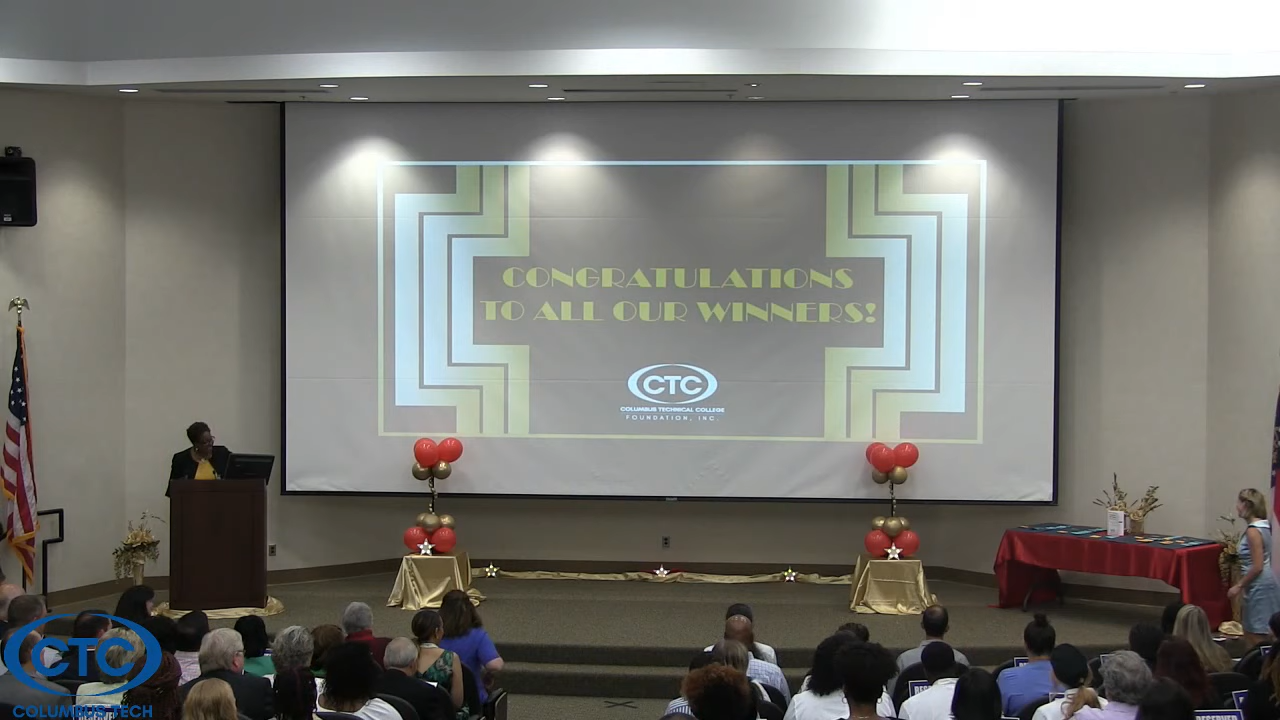 CONGRATULATIONS
TO ALL OUR WINNERS!
CTC
COLUMBUS TECHNICAL COLLEGE
FOUNDATION, INC.
CTC
COLUMBUS TECH